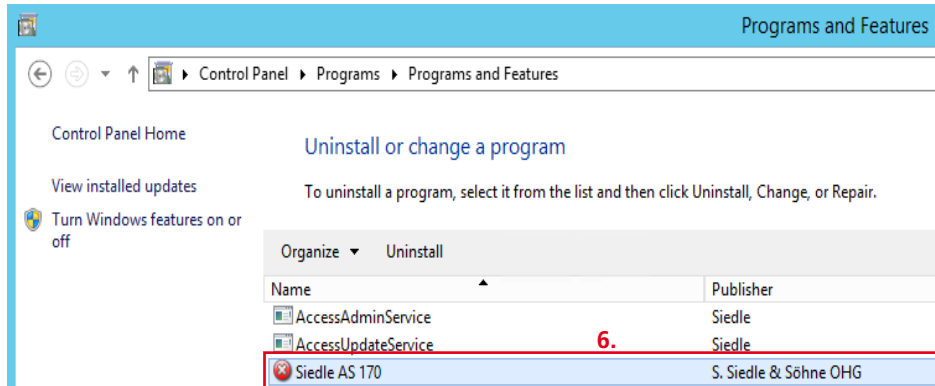 Programs and Features
Control Panel Programs Programs and Features
Control Panel Home
Uninstall or change a program
View installed updates
To uninstall a program, select it from the list and then click Uninstall, Change, or Repair.
Turn Windows features on or
off
Organize Uninstall
Name Publisher
AccessAdminService Siedle
AccessUpdateService 6. Siedle
Siedle AS 170 S. Siedle & Söhne OHG